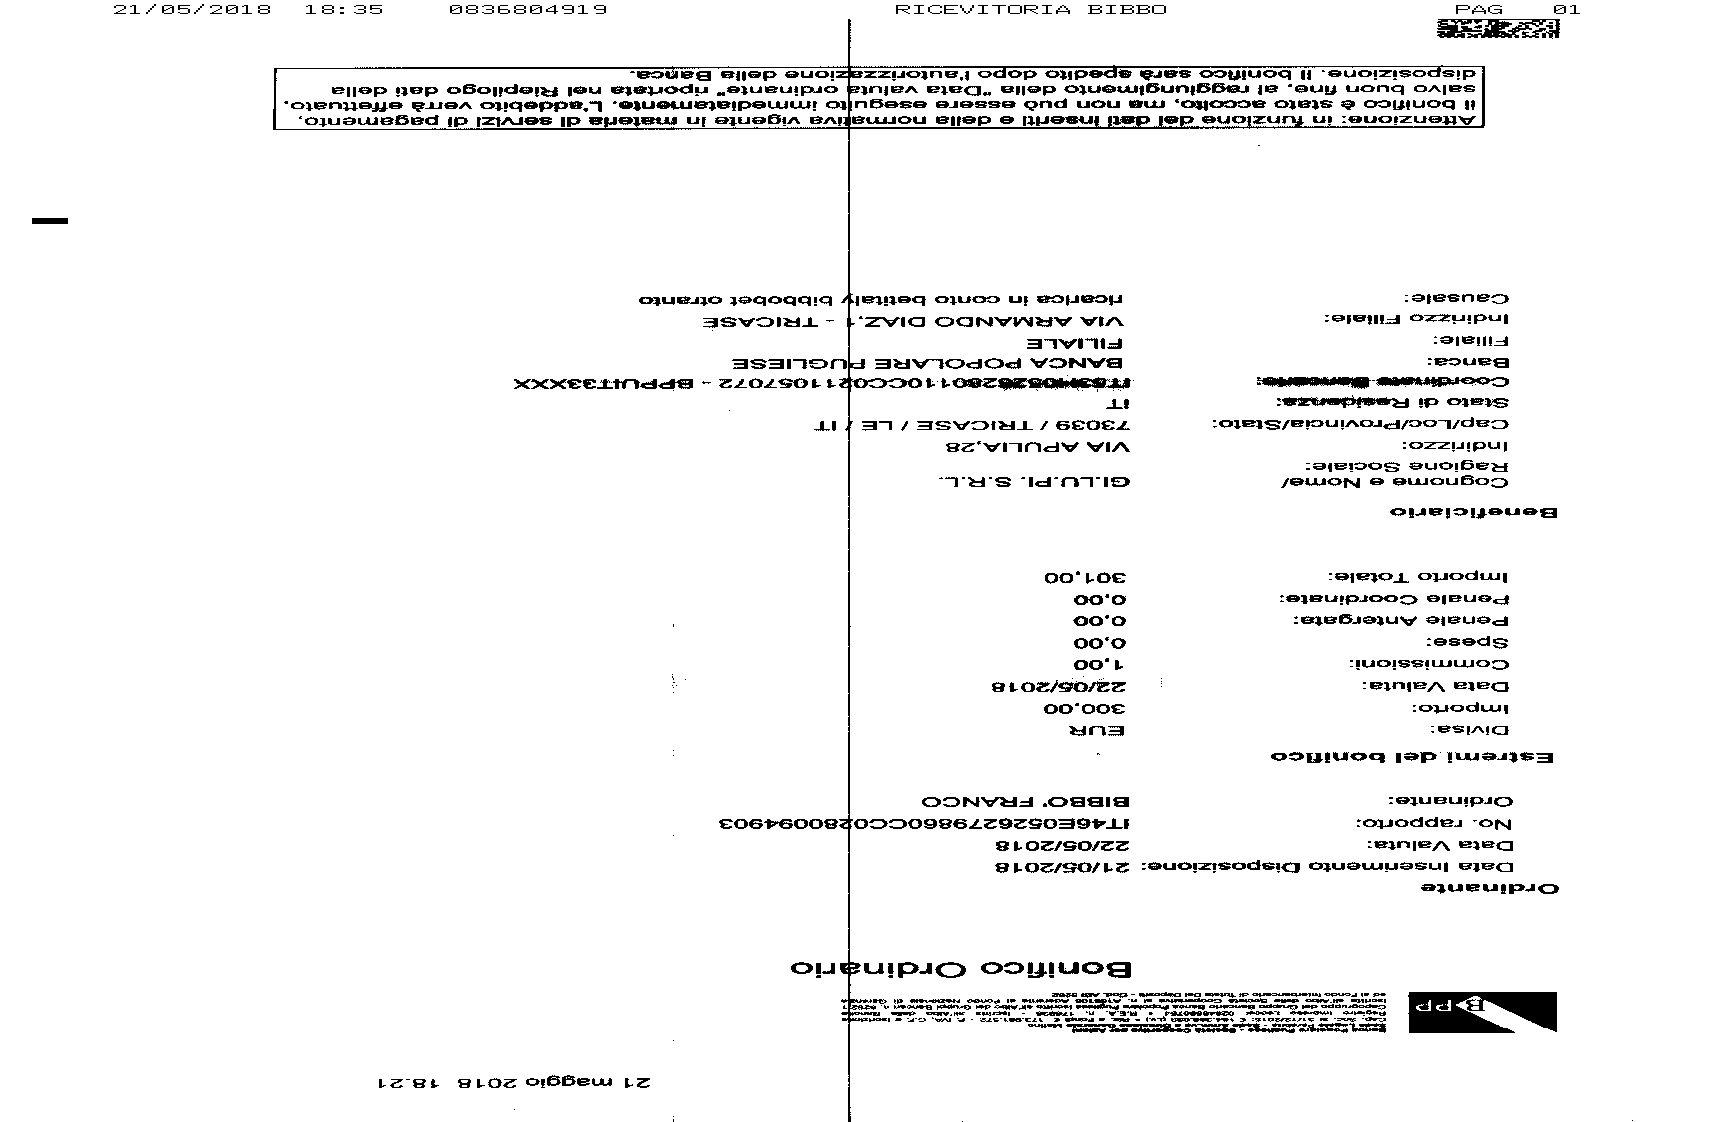 21/05/2018 18:35 0836804919 RICEVITORIA BIBBO PAG 01
21 maggio 2018 18.21
BPP
Bonifico Ordinario
Ordinante
Data Inserimento Disposizione: 21/05/2018
Data Valuta: 22/05/2018
No. rapporto: IT46E0526279860CC0280094903
Ordinante: BIBBO' FRANCO
Estremi del bonifico
Divisa: EUR
Importo: 300,00
Data Valuta: 22/05/2018
Commissioni: 1,00
Spese: 0,00
Penale Antergata: 0,00
Penale Coordinate: 0,00
Importo Totale: 301,00
Beneficiario
Cognome e Nome/
Ragione Sociale: GI.LU.PI. S.R.L.
Indirizzo: VIA APULIA,28
Cap/Loc/Provincia/Stato: 73039 / TRICASE / LE / IT
Stato di Residenza: IT
Coordinate Bancarie: - BPPUIT33XXX
Banca: BANCA POPOLARE PUGLIESE
Filiale: FILIALE
Indirizzo Filiale: VIA ARMANDO DIAZ,1 - TRICASE
Causale: ricarica in conto betitaly bibbobet otranto
Attenzione: in funzione dei dati inseriti e della normativa vigente in materia di servizi di pagamento,
il bonifico è stato accolto, ma non può essere eseguito immediatamente. L'addebito verrà effettuato,
salvo buon fine, al raggiungimento della "Data valuta ordinante" riportata nel Riepilogo dati della
disposizione. Il bonifico sarà spedito dopo l'autorizzazione della Banca.